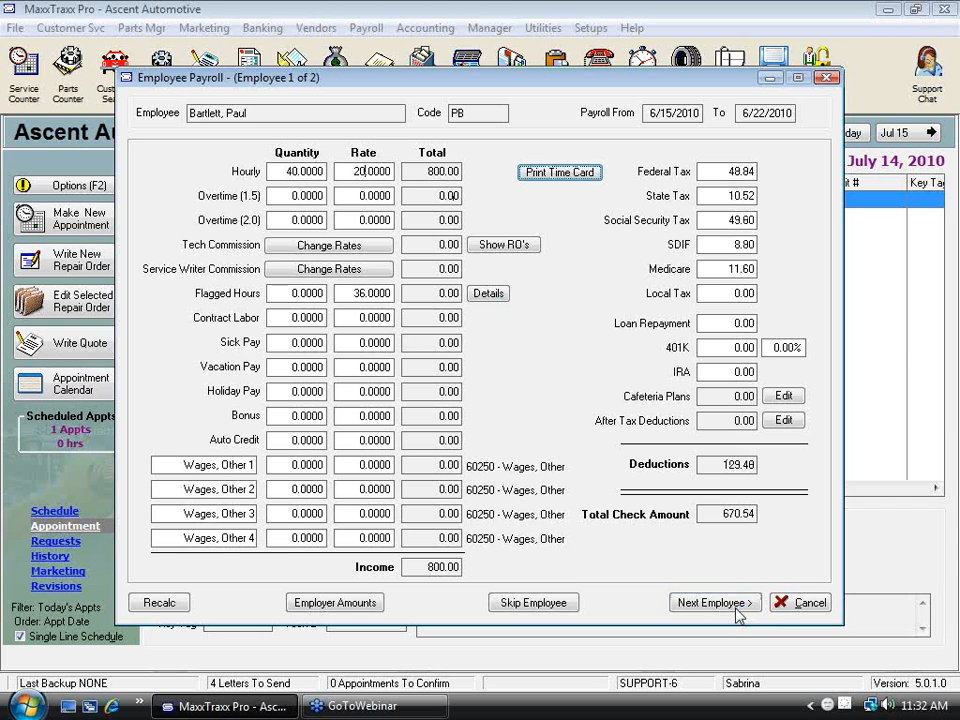 MaxxTraxx Pro - Ascent Automotive
File Customer Svc Parts Mgr Marketing Banking Vendors Payroll Accounting Manager Utilities Setups Help
Service Counter
Parts Counter
Support Chat
Employee Payroll - (Employee 1 of 2)
Employee Bartlett, Paul Code PB Payroll From 6/15/2010 To 6/22/2010
Ascent Au
day Jul 15
July 14, 2010
Options (F2)
Make New Appointment
Write New Repair Order
Edit Selected Repair Order
Write Quote
Appointment Calendar
Scheduled Appts
1 Appts
0 hrs
Schedule
Appointment
Requests
History
Marketing
Revisions
Filter: Today's Appts
Order: Appt Date
Single Line Schedule
Quantity Rate Total
Hourly 40.0000 20.0000 800.00 Print Time Card Federal Tax 48.84
Overtime (1.5) 0.0000 0.0000 0.00 State Tax 10.52
Overtime (2.0) 0.0000 0.0000 0.00 Social Security Tax 49.60
Tech Commission Change Rates 0.00 Show RO's SDIF 8.80
Service Writer Commission Change Rates 0.00 Medicare 11.60
Flagged Hours 0.0000 36.0000 0.00 Details Local Tax 0.00
Contract Labor 0.0000 0.0000 0.00 Loan Repayment 0.00
Sick Pay 0.0000 0.0000 0.00 401K 0.00 0.00%
Vacation Pay 0.0000 0.0000 0.00 IRA 0.00
Holiday Pay 0.0000 0.0000 0.00 Cafeteria Plans 0.00 Edit
Bonus 0.0000 0.0000 0.00 After Tax Deductions 0.00 Edit
Auto Credit 0.0000 0.0000 0.00
Wages, Other 1 0.0000 0.0000 0.00 60250 - Wages, Other Deductions 129.48
Wages, Other 2 0.0000 0.0000 0.00 60250 - Wages, Other
Wages, Other 3 0.0000 0.0000 0.00 60250 - Wages, Other Total Check Amount 670.54
Wages, Other 4 0.0000 0.0000 0.00 60250 - Wages, Other
Income 800.00
Recalc Employer Amounts Skip Employee Next Employee > Cancel
Last Backup NONE 4 Letters To Send 0 Appointments To Confirm SUPPORT-6 Sabrina Version: 5.0.1.0
MaxxTraxx Pro - Asc... GoToWebinar 11:32 AM